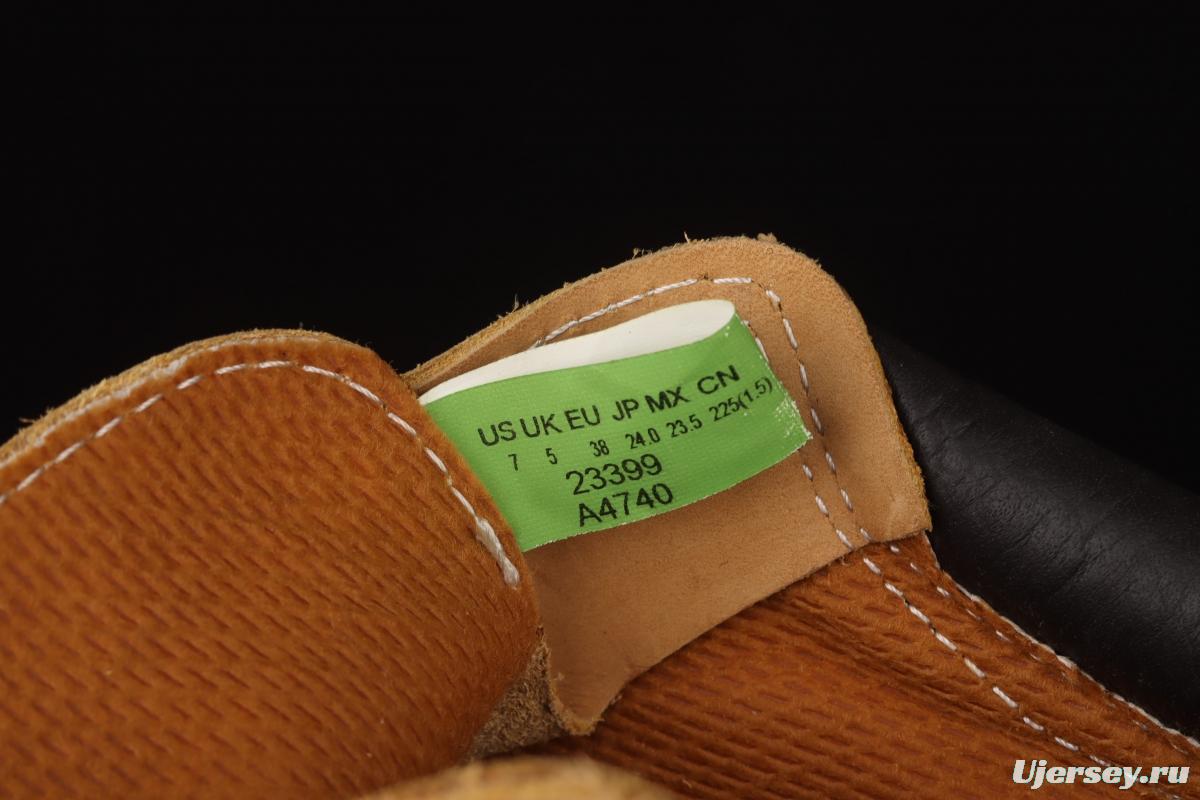 US UK EU JP MX CN
7 5 38 24.0 23.5 225(1.5)
23399
A4740
Ujersey.ru